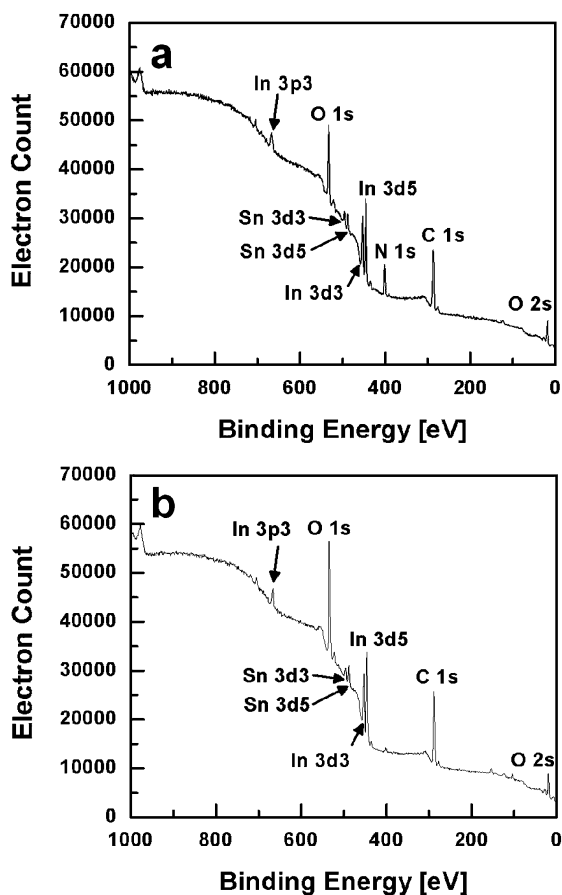 a
70000
60000
50000
40000
30000
20000
10000
0
Electron Count
In 3p3
O 1s
In 3d5
Sn 3d3
Sn 3d5
N 1s
C 1s
In 3d3
O 2s
1000 800 600 400 200 0
Binding Energy [eV]
b
70000
60000
50000
40000
30000
20000
10000
0
Electron Count
In 3p3
O 1s
In 3d5
Sn 3d3
Sn 3d5
C 1s
In 3d3
O 2s
1000 800 600 400 200 0
Binding Energy [eV]